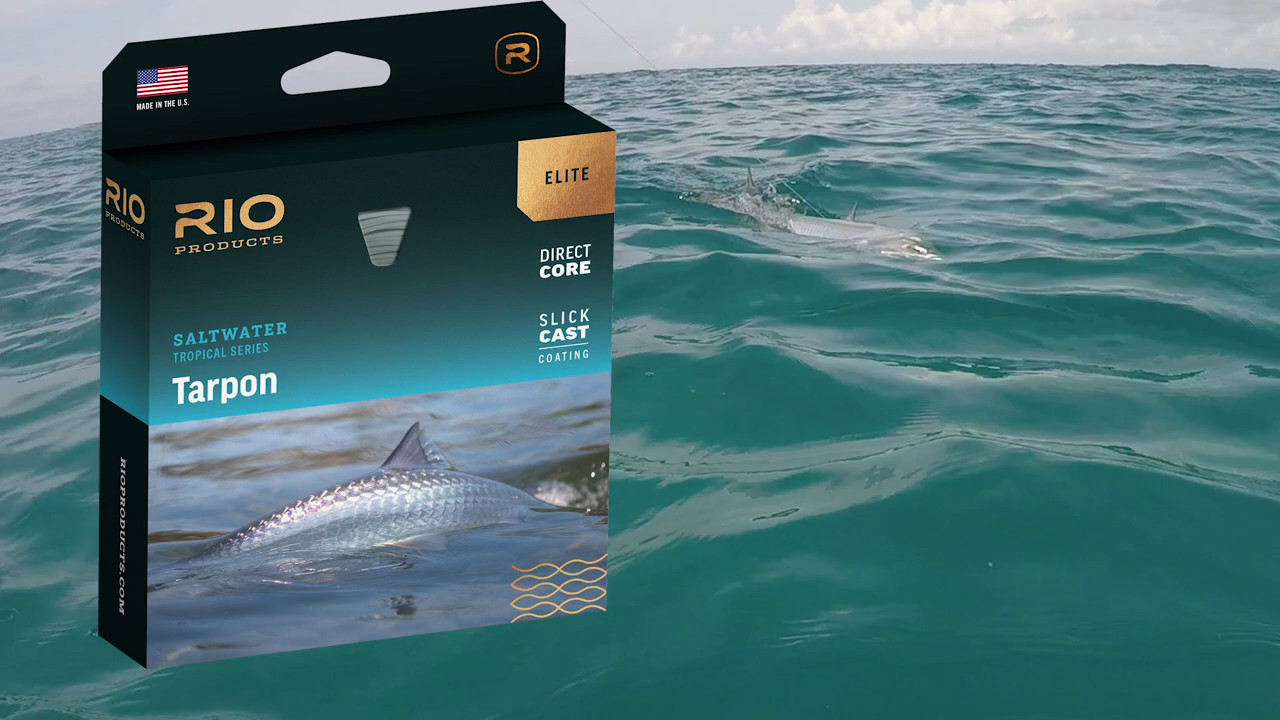 MADE IN THE U.S.
R
ELITE
RIO
PRODUCTS
RIO
PRODUCTS
DIRECT
CORE
SLICK
CAST
COATING
SALTWATER
TROPICAL SERIES
Tarpon
RIOPRODUCTS.COM